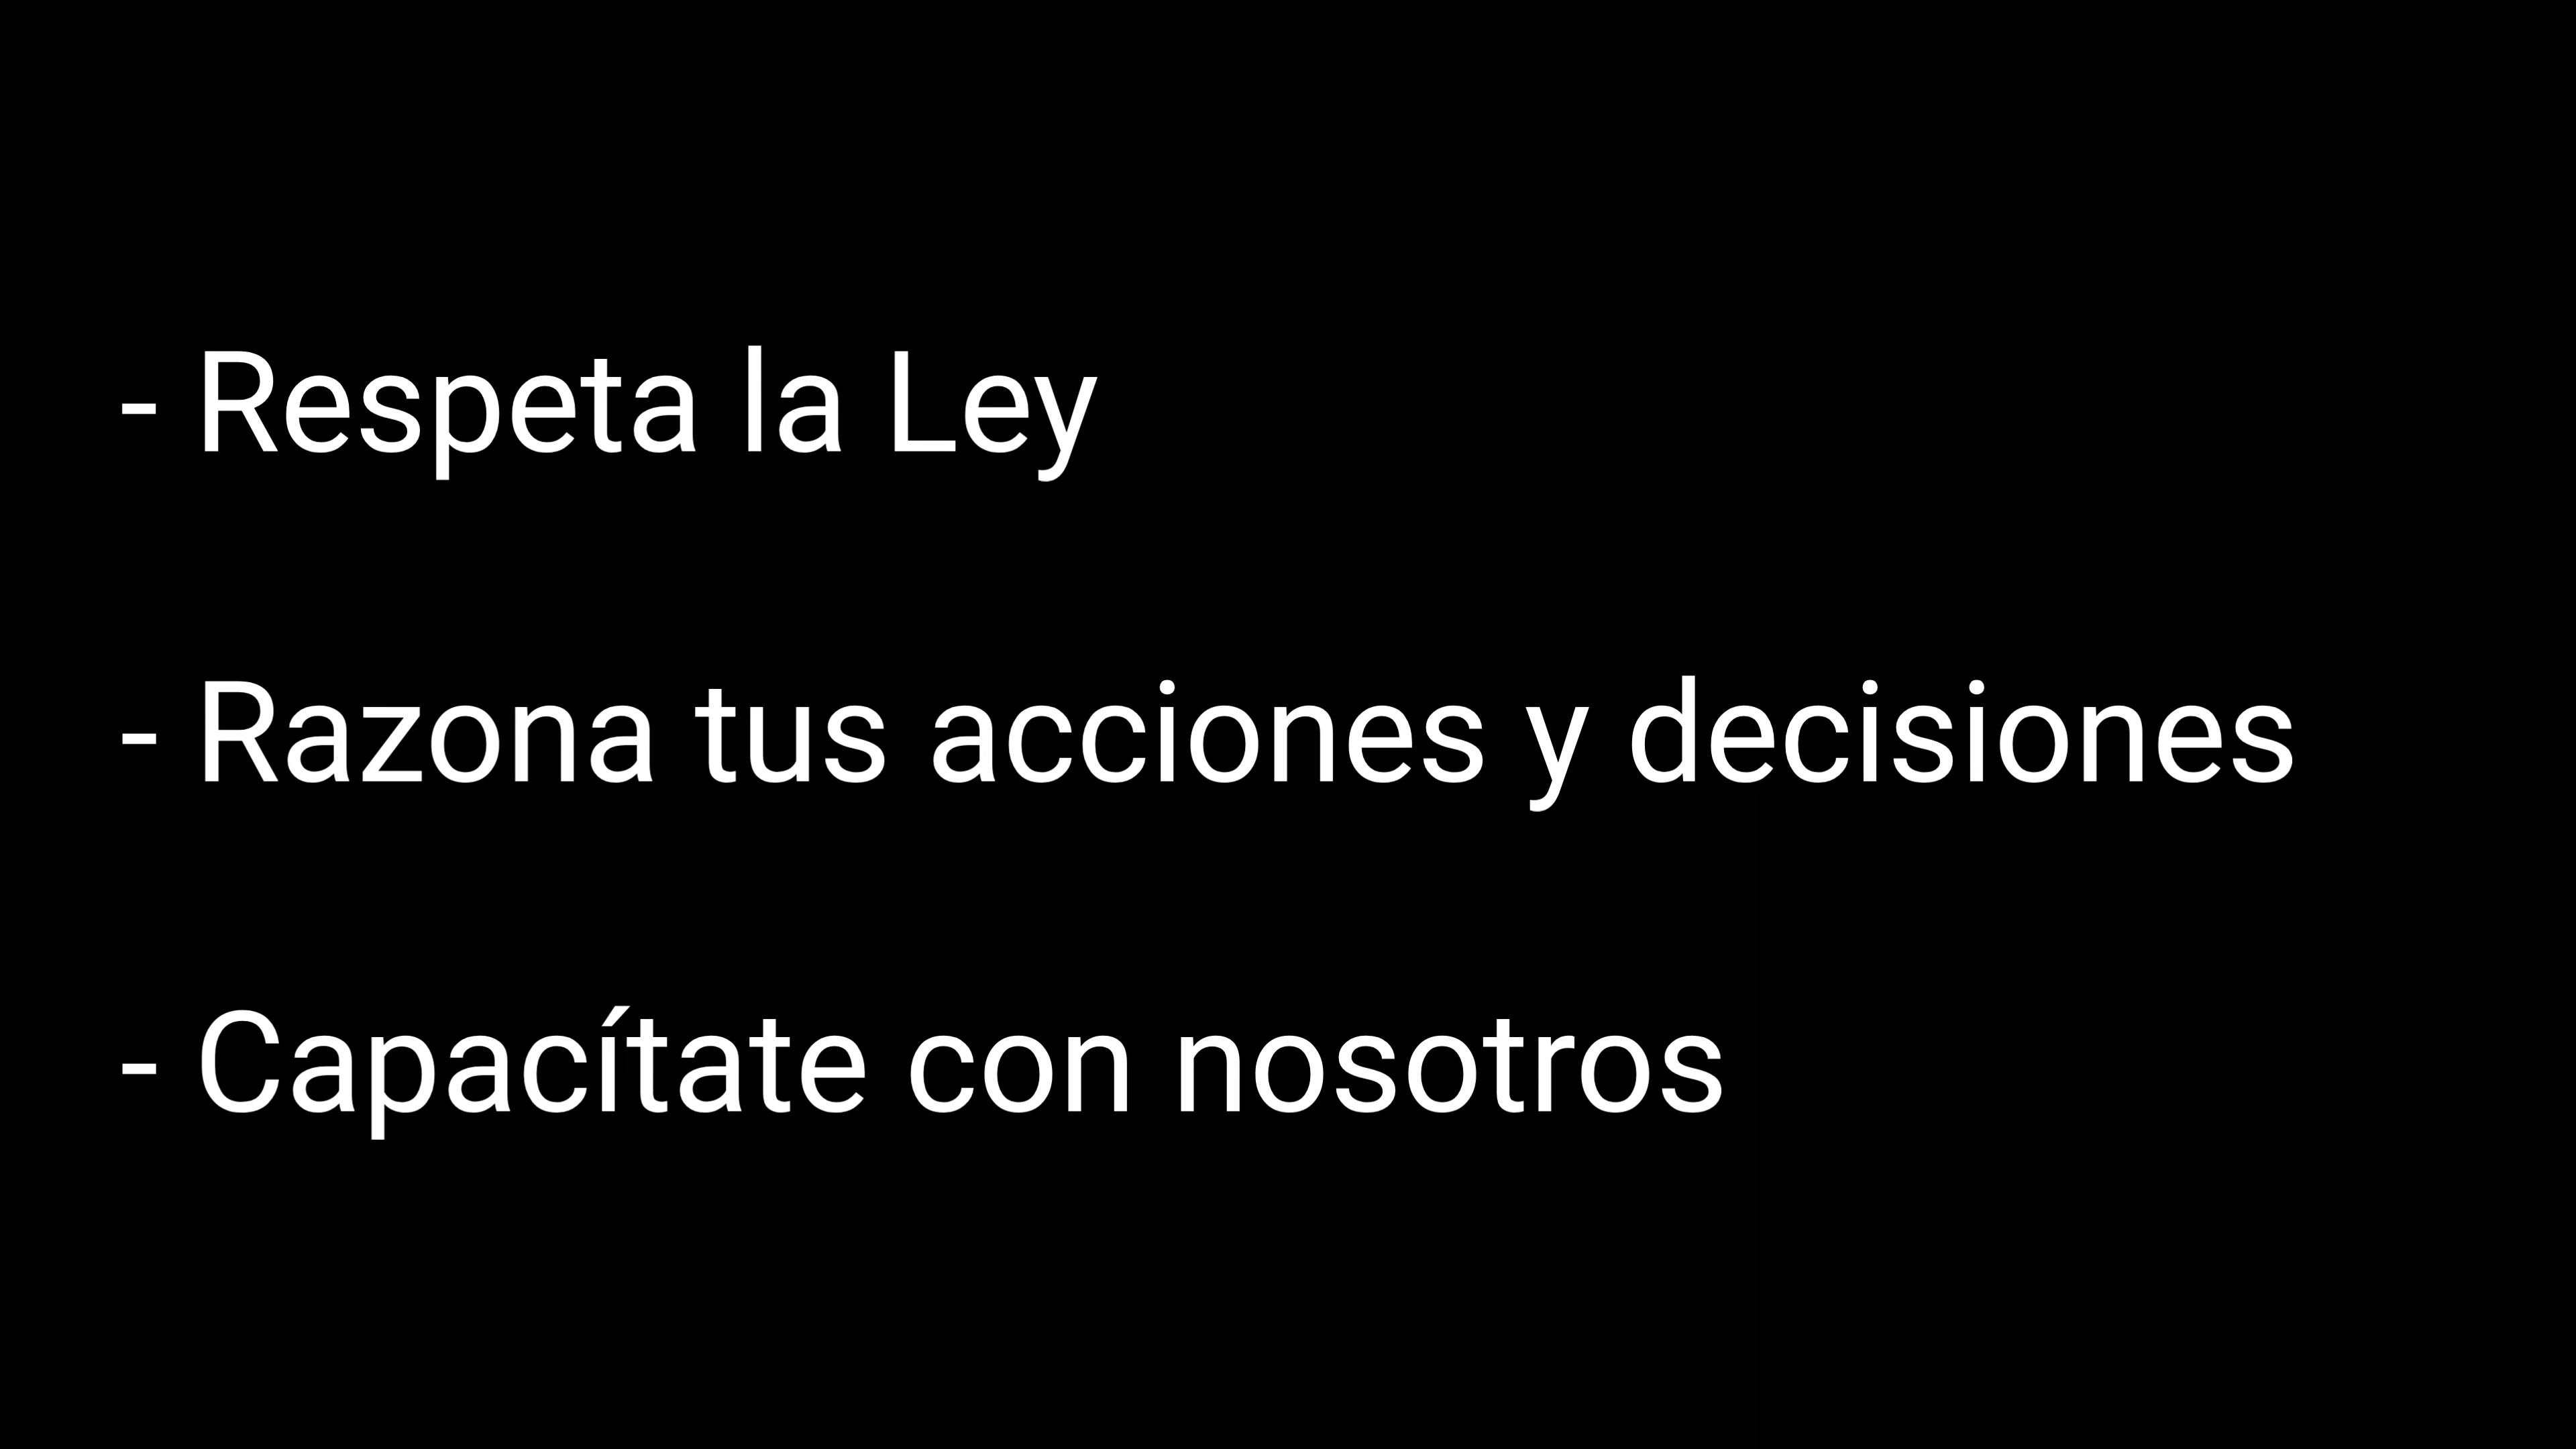 - Respeta la Ley
- Razona tus acciones y decisiones
- Capacítate con nosotros